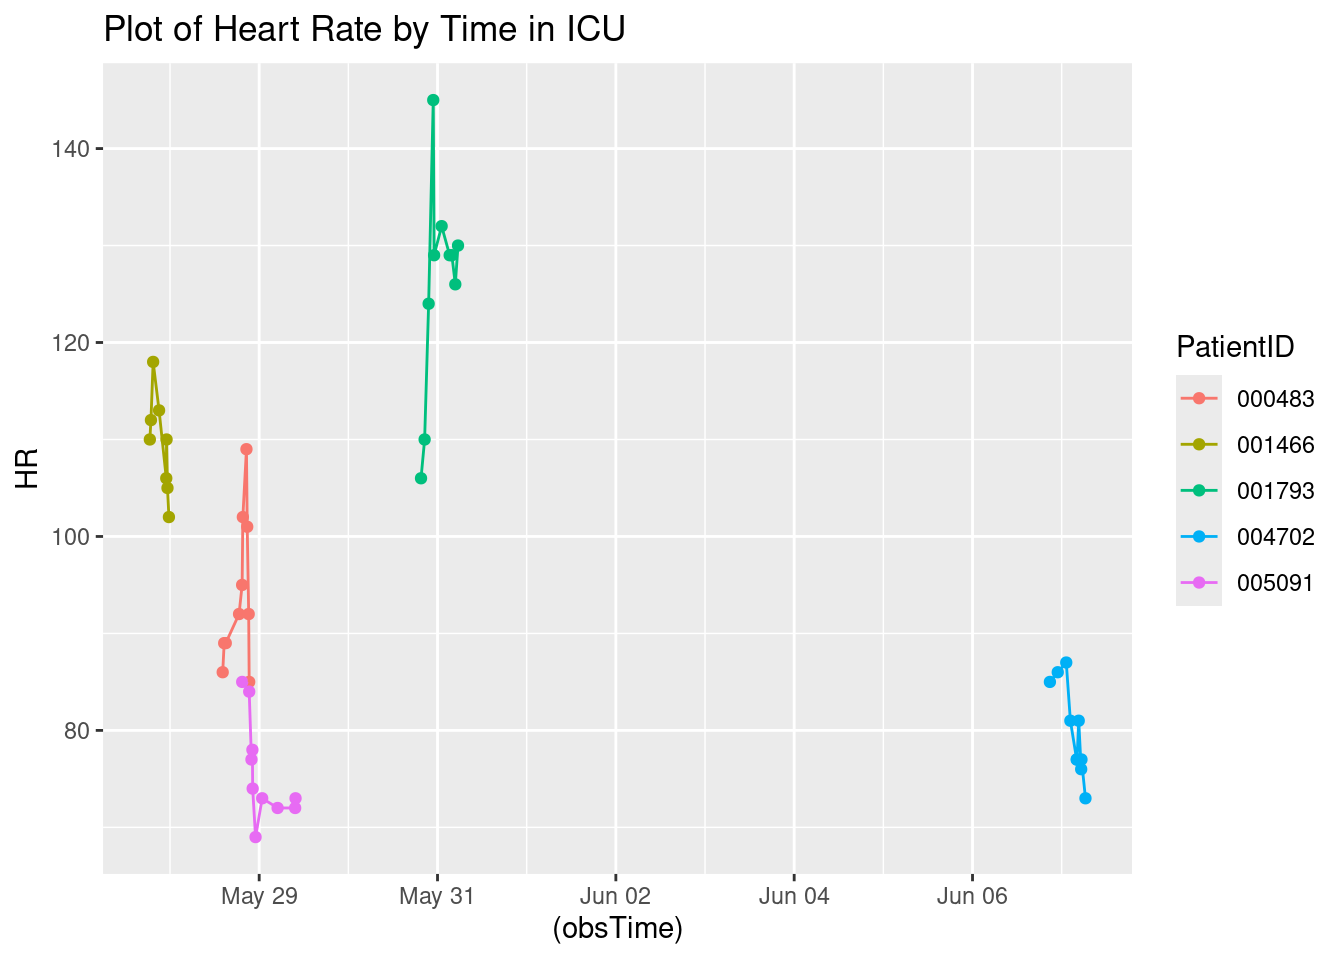 Plot of Heart Rate by Time in ICU
140
120
100
80
HR
May 29
May 31
Jun 02
Jun 04
Jun 06
(obsTime)
PatientID
000483
001466
001793
004702
005091